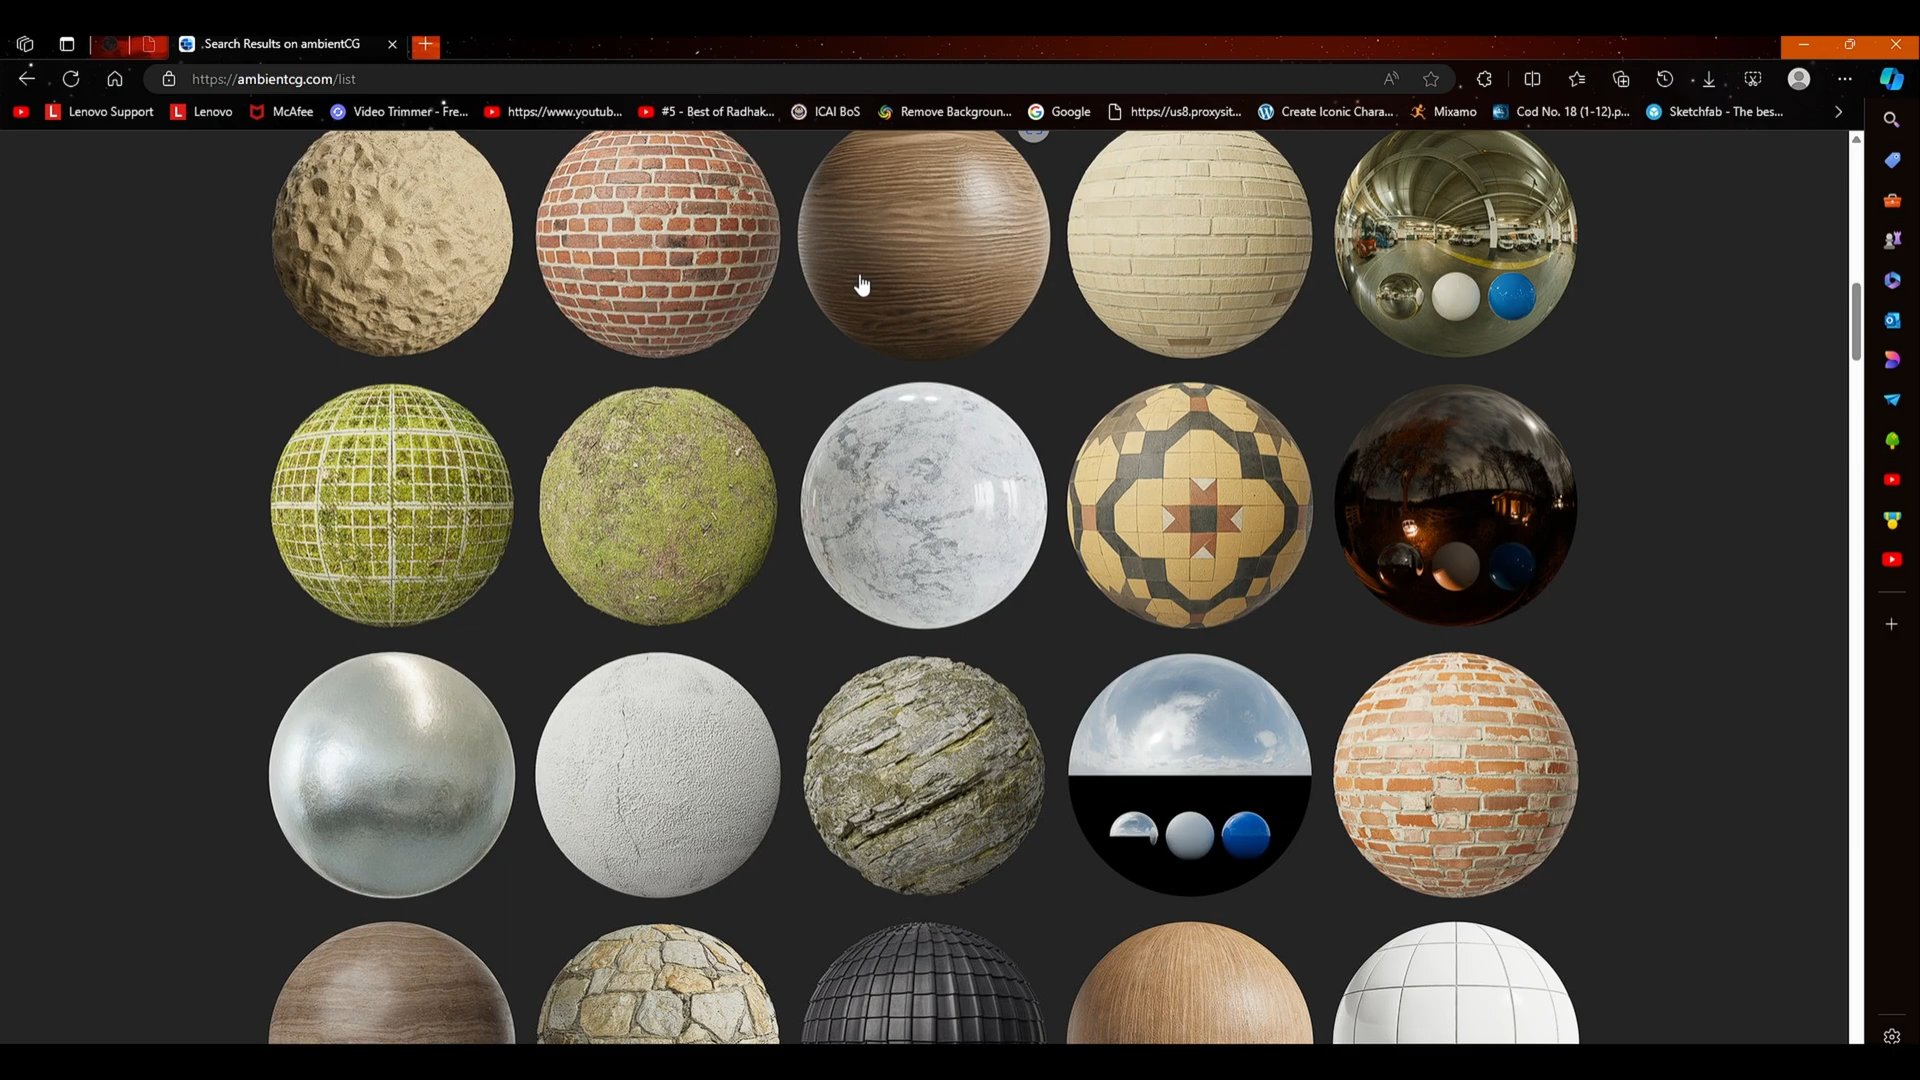 Search Results on ambientCG
https://ambientcg.com/list
Lenovo Support
Lenovo
McAfee
Video Trimmer - Fre...
https://www.youtub...
#5 - Best of Radhak...
ICAI BoS
Remove Backgroun...
Google
https://us8.proxysit...
Create Iconic Chara...
Mixamo
Cod No. 18 (1-12).p...
Sketchfab - The bes...